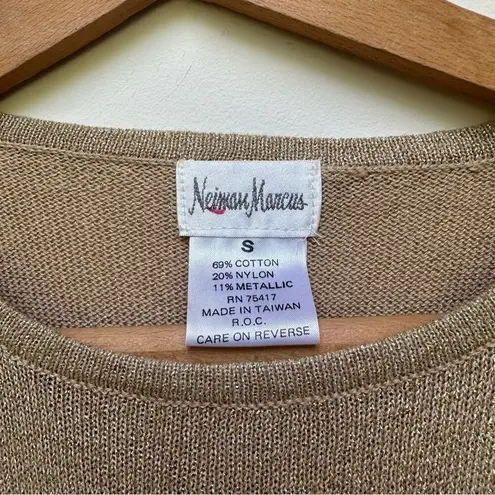 Neiman Marcus
S
69% COTTON
20% NYLON
11% METALLIC
RN 75417
MADE IN TAIWAN
R.O.C.
CARE ON REVERSE